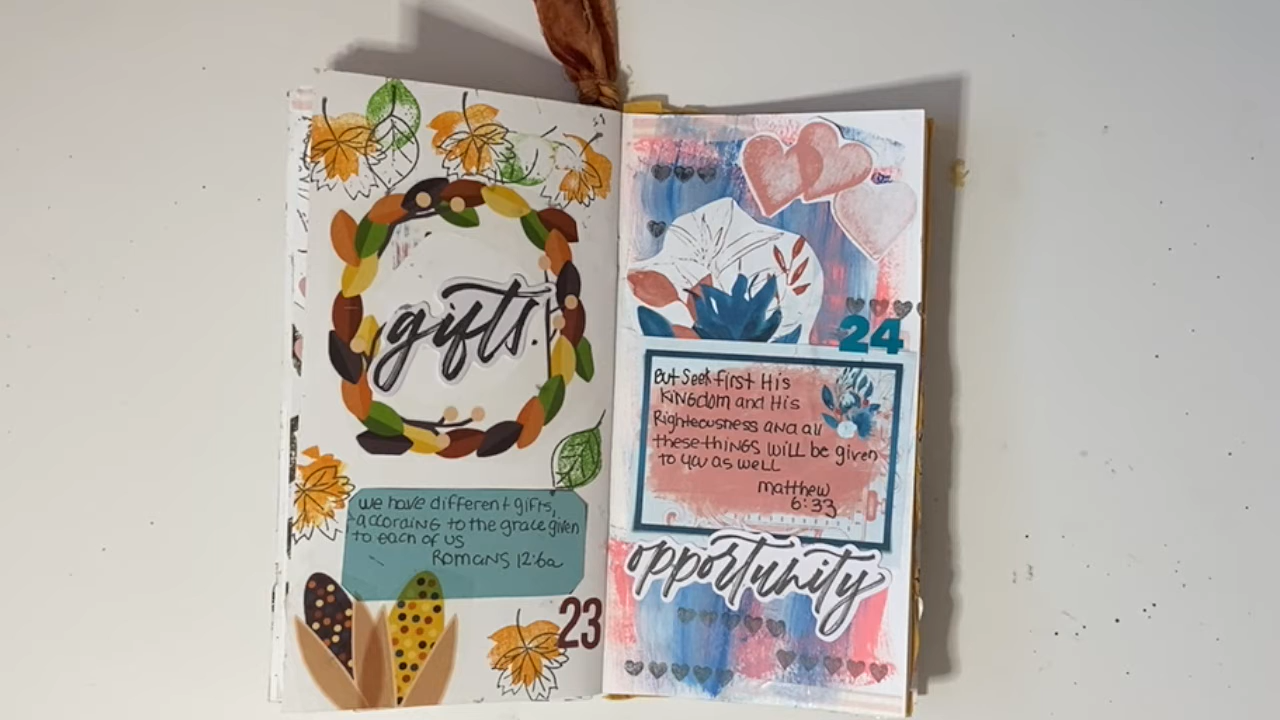 gifts.
we have different gifts,
according to the grace given
to each of us
Romans 12:6a
23
24
But Seek first His
KINGdom and His
Righteousness and all
these things will be given
to you as well
matthew
6:33
opportunity